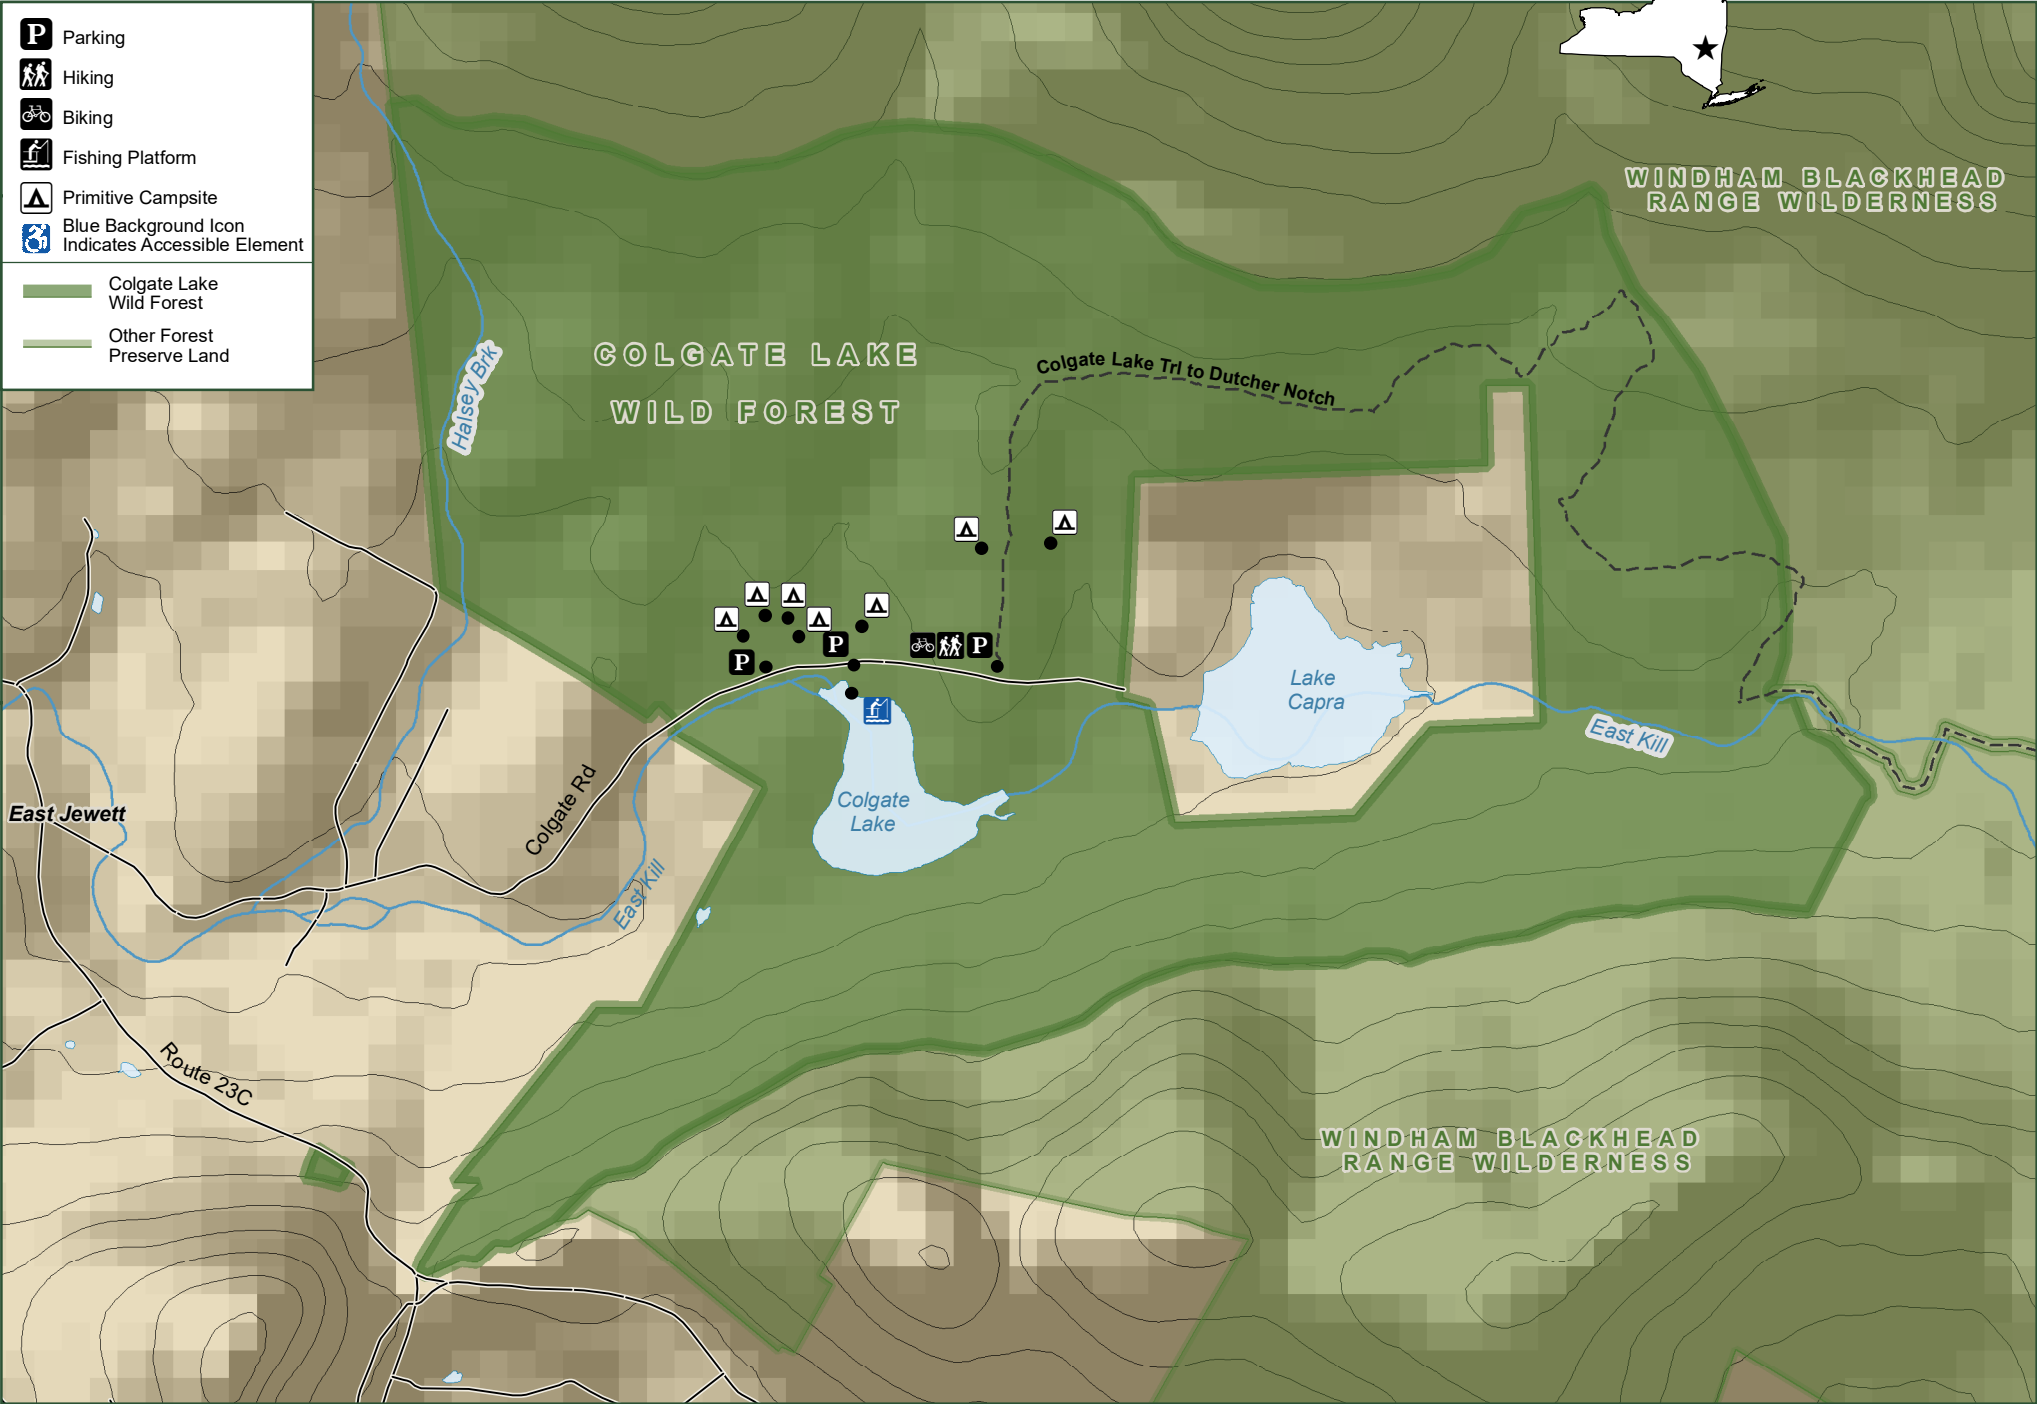 P Parking
Hiking
Biking
Fishing Platform
Primitive Campsite
Blue Background Icon
Indicates Accessible Element
Colgate Lake
Wild Forest
Other Forest
Preserve Land
WINDHAM BLACKHEAD
RANGE WILDERNESS
COLGATE LAKE
WILD FOREST
Halsey Brk
Colgate Lake Trl to Dutcher Notch
P
P
P
Lake
Capra
East Kill
Colgate Rd
Colgate
Lake
East Jewett
East Kill
Route 23C
WINDHAM BLACKHEAD
RANGE WILDERNESS